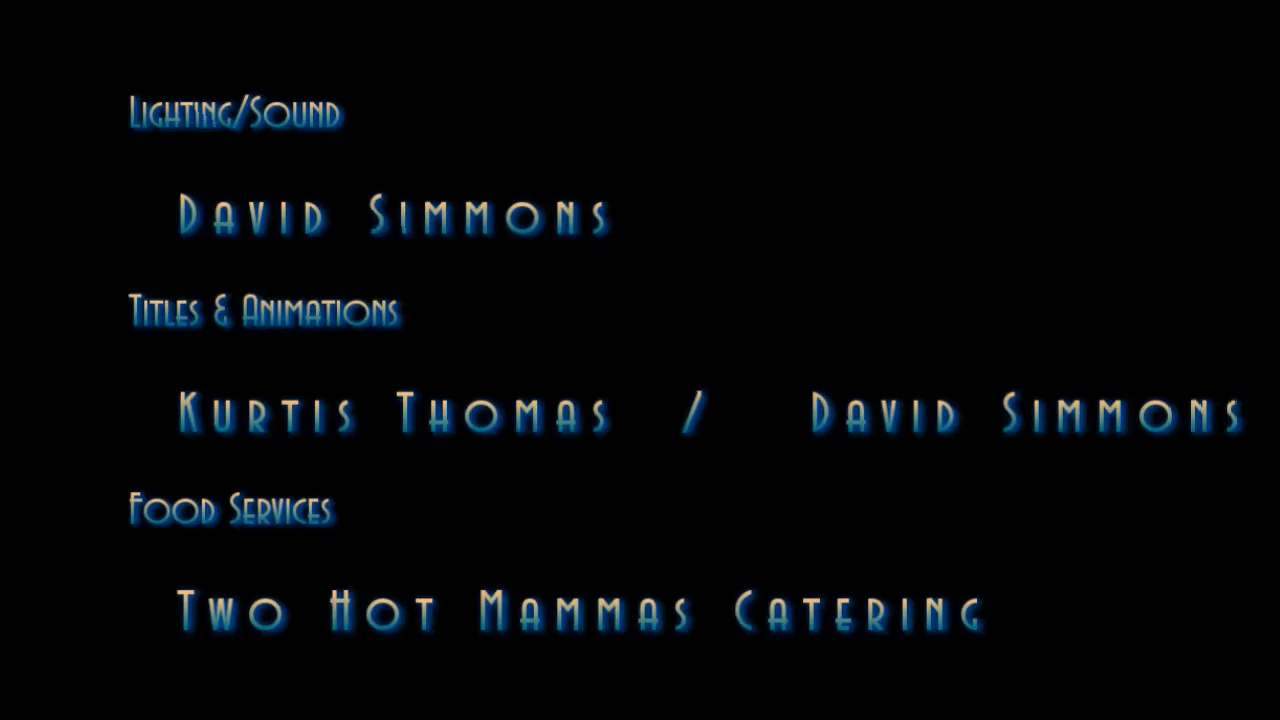 Lighting/Sound
David Simmons
Titles & Animations
Kurtis Thomas / David Simmons
Food Services
Two Hot Mammas Catering